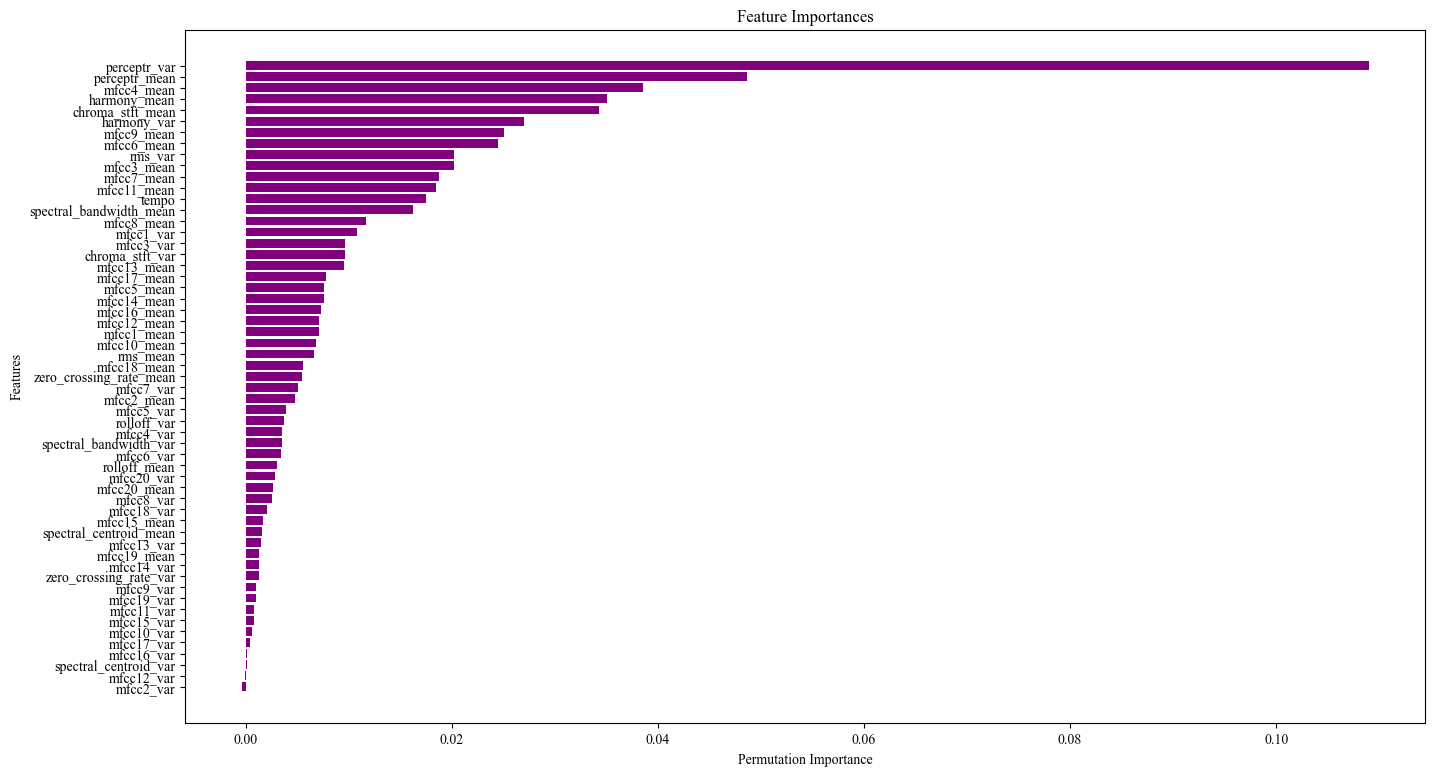 Feature Importances
perceptr_var
perceptr_mean
mfcc4_mean
harmony_mean
chroma_stft_mean
harmony_var
mfcc9_mean
mfcc6_mean
rms_var
mfcc3_mean
mfcc7_mean
mfcc11_mean
tempo
spectral_bandwidth_mean
mfcc8_mean
mfcc1_var
mfcc3_var
chroma_stft_var
mfcc13_mean
mfcc17_mean
mfcc5_mean
mfcc14_mean
mfcc16_mean
mfcc12_mean
mfcc1_mean
mfcc10_mean
rms_mean
mfcc18_mean
zero_crossing_rate_mean
mfcc7_var
mfcc2_mean
mfcc5_var
rolloff_var
mfcc4_var
spectral_bandwidth_var
mfcc6_var
rolloff_mean
mfcc20_var
mfcc20_mean
mfcc8_var
mfcc18_var
mfcc15_mean
spectral_centroid_mean
mfcc13_var
mfcc19_mean
mfcc14_var
zero_crossing_rate_var
mfcc9_var
mfcc19_var
mfcc11_var
mfcc15_var
mfcc10_var
mfcc17_var
mfcc16_var
spectral_centroid_var
mfcc12_var
mfcc2_var
Features
0.00 0.02 0.04 0.06 0.08 0.10
Permutation Importance